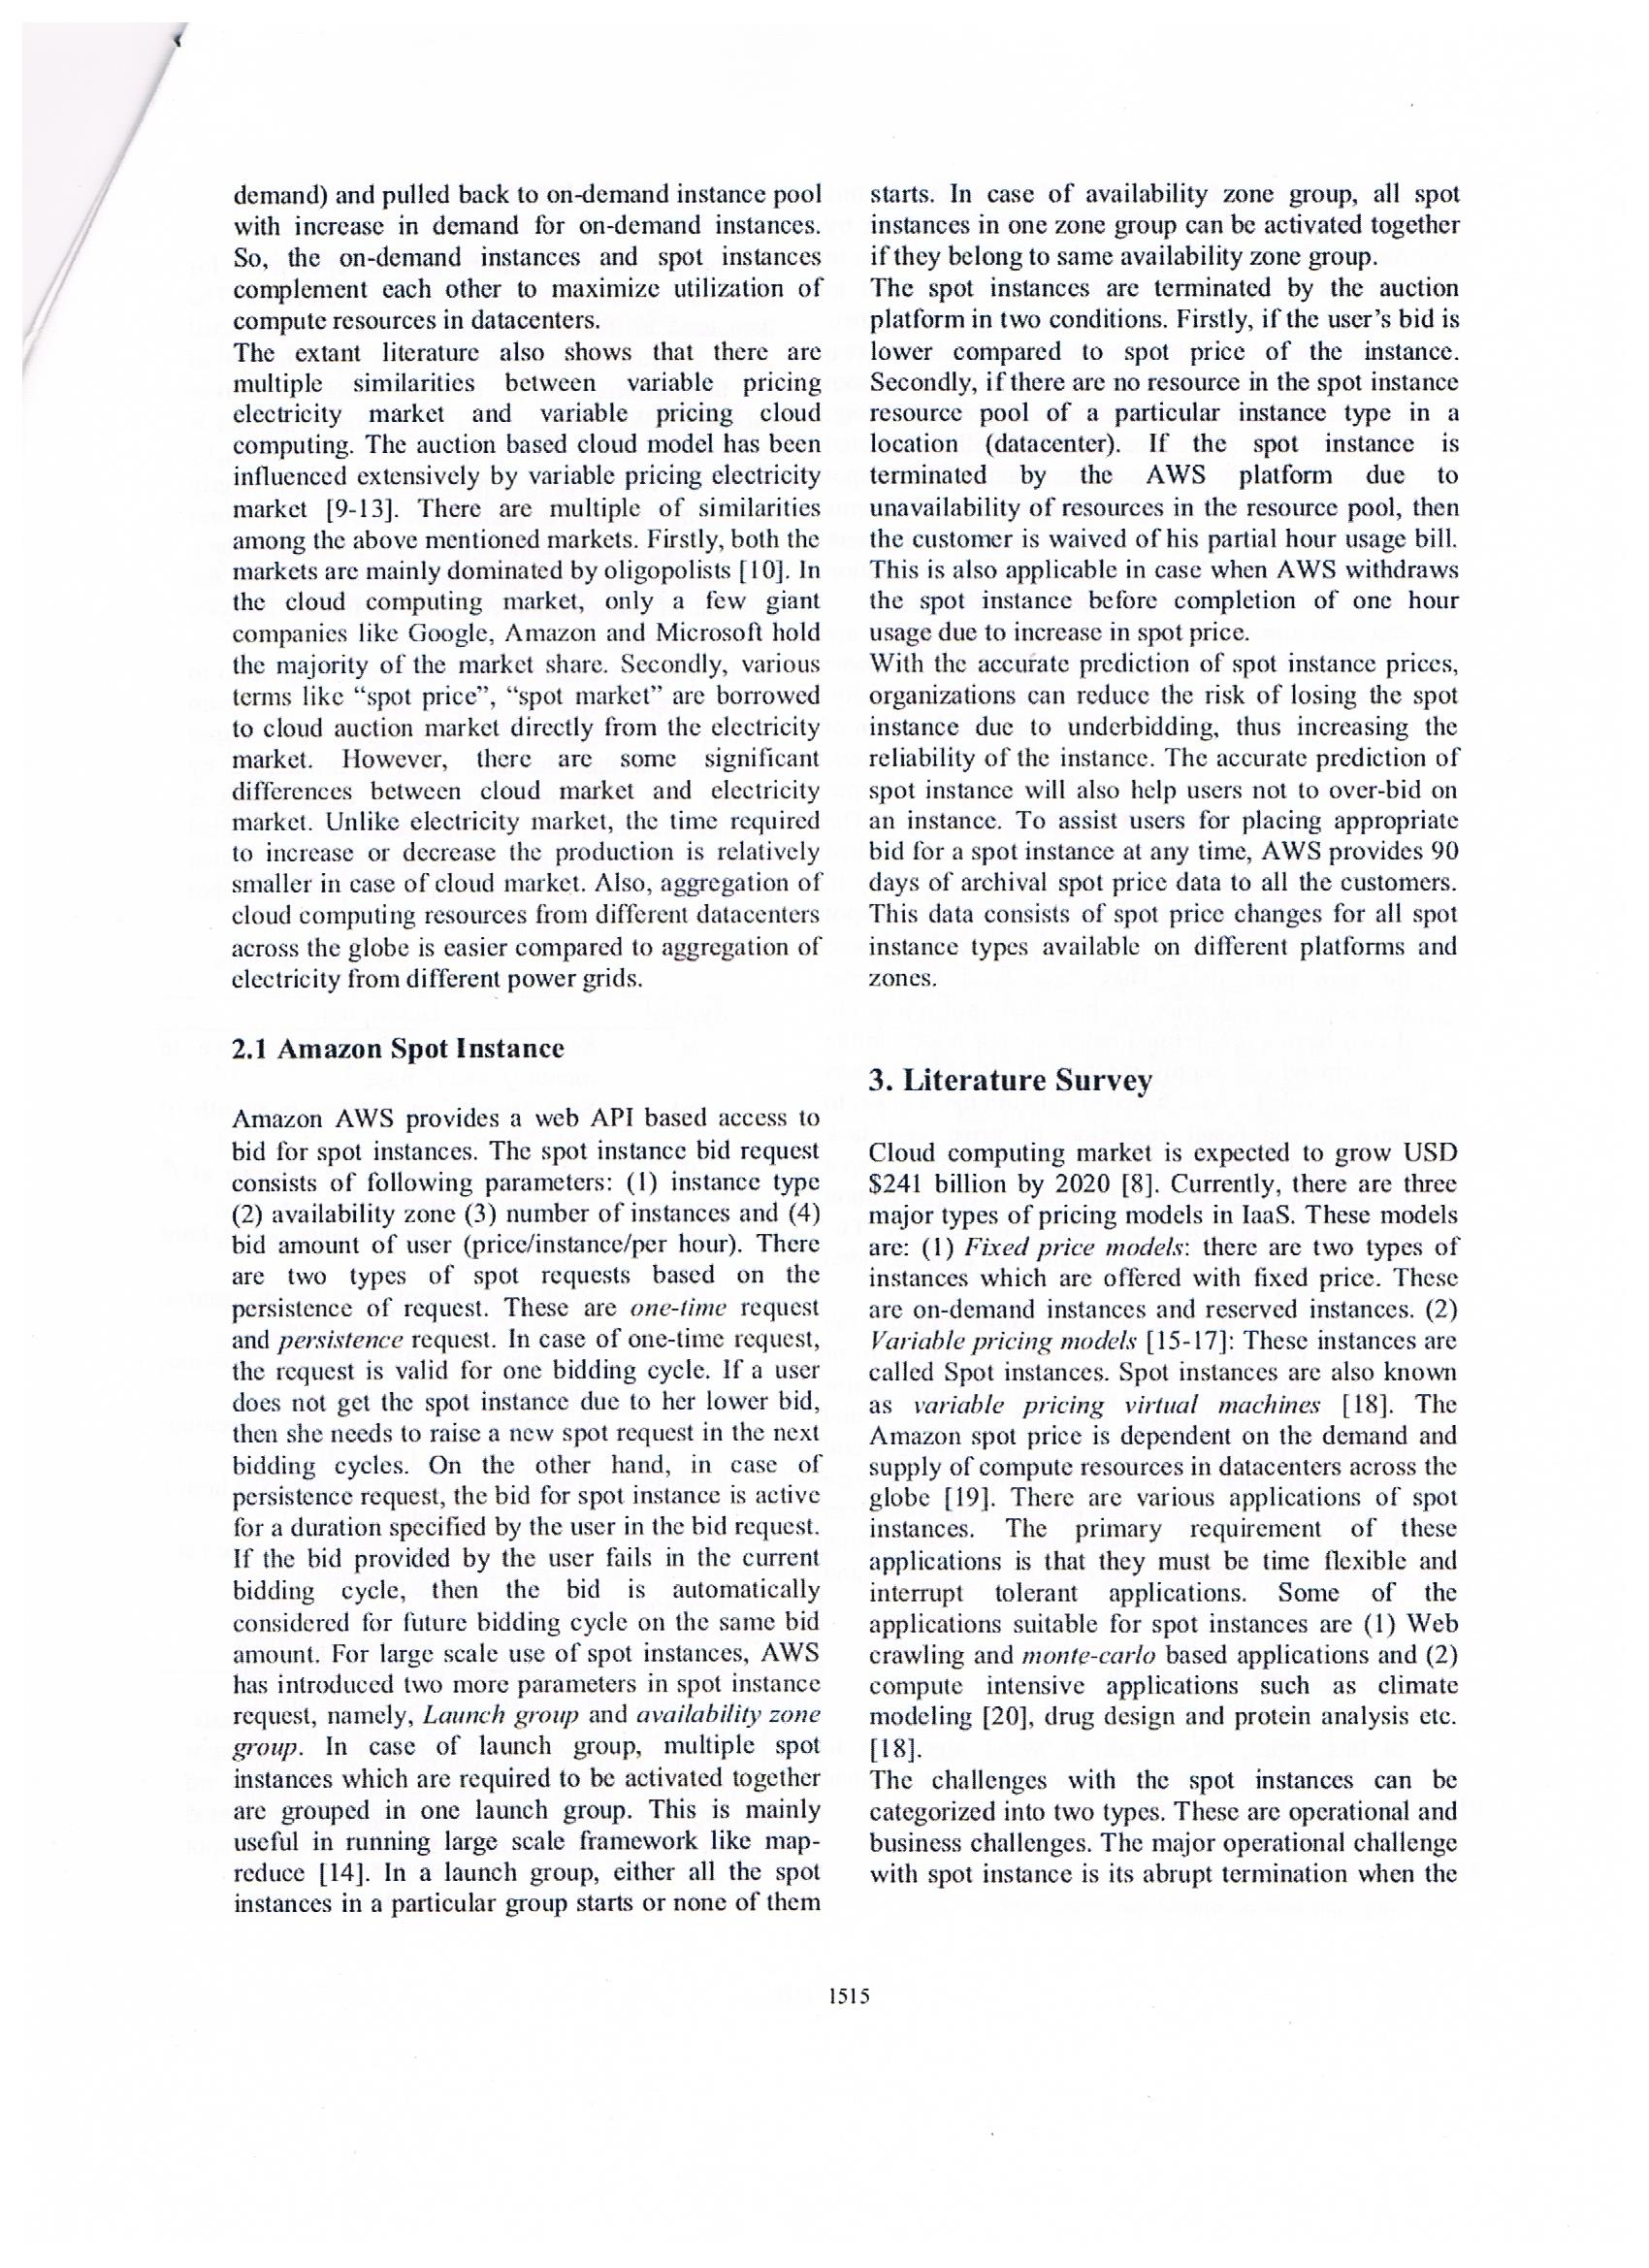 demand) and pulled back to on-demand instance pool
with increase in demand for on-demand instances.
So, the on-demand instances and spot instances
complement each other to maximize utilization of
compute resources in datacenters.
The extant literature also shows that there are
multiple similarities between variable pricing
electricity market and variable pricing cloud
computing. The auction based cloud model has been
influenced extensively by variable pricing electricity
market [9-13]. There are multiple of similarities
among the above mentioned markets. Firstly, both the
markets are mainly dominated by oligopolists [10]. In
the cloud computing market, only a few giant
companies like Google, Amazon and Microsoft hold
the majority of the market share. Secondly, various
terms like “spot price”, “spot market” are borrowed
to cloud auction market directly from the electricity
market. However, there are some significant
differences between cloud market and electricity
market. Unlike electricity market, the time required
to increase or decrease the production is relatively
smaller in case of cloud market. Also, aggregation of
cloud computing resources from different datacenters
across the globe is easier compared to aggregation of
electricity from different power grids.
2.1 Amazon Spot Instance
Amazon AWS provides a web API based access to
bid for spot instances. The spot instance bid request
consists of following parameters: (1) instance type
(2) availability zone (3) number of instances and (4)
bid amount of user (price/instance/per hour). There
are two types of spot requests based on the
persistence of request. These are one-time request
and persistence request. In case of one-time request,
the request is valid for one bidding cycle. If a user
does not get the spot instance due to her lower bid,
then she needs to raise a new spot request in the next
bidding cycles. On the other hand, in case of
persistence request, the bid for spot instance is active
for a duration specified by the user in the bid request.
If the bid provided by the user fails in the current
bidding cycle, then the bid is automatically
considered for future bidding cycle on the same bid
amount. For large scale use of spot instances, AWS
has introduced two more parameters in spot instance
request, namely, Launch group and availability zone
group. In case of launch group, multiple spot
instances which are required to be activated together
are grouped in one launch group. This is mainly
useful in running large scale framework like map-
reduce [14]. In a launch group, either all the spot
instances in a particular group starts or none of them
starts. In case of availability zone group, all spot
instances in one zone group can be activated together
if they belong to same availability zone group.
The spot instances are terminated by the auction
platform in two conditions. Firstly, if the user’s bid is
lower compared to spot price of the instance.
Secondly, if there are no resource in the spot instance
resource pool of a particular instance type in a
location (datacenter). If the spot instance is
terminated by the AWS platform due to
unavailability of resources in the resource pool, then
the customer is waived of his partial hour usage bill.
This is also applicable in case when AWS withdraws
the spot instance before completion of one hour
usage due to increase in spot price.
With the accurate prediction of spot instance prices,
organizations can reduce the risk of losing the spot
instance due to underbidding, thus increasing the
reliability of the instance. The accurate prediction of
spot instance will also help users not to over-bid on
an instance. To assist users for placing appropriate
bid for a spot instance at any time, AWS provides 90
days of archival spot price data to all the customers.
This data consists of spot price changes for all spot
instance types available on different platforms and
zones.
3. Literature Survey
Cloud computing market is expected to grow USD
$241 billion by 2020 [8]. Currently, there are three
major types of pricing models in IaaS. These models
are: (1) Fixed price models: there are two types of
instances which are offered with fixed price. These
are on-demand instances and reserved instances. (2)
Variable pricing models [15-17]: These instances are
called Spot instances. Spot instances are also known
as variable pricing virtual machines [18]. The
Amazon spot price is dependent on the demand and
supply of compute resources in datacenters across the
globe [19]. There are various applications of spot
instances. The primary requirement of these
applications is that they must be time flexible and
interrupt tolerant applications. Some of the
applications suitable for spot instances are (1) Web
crawling and monte-carlo based applications and (2)
compute intensive applications such as climate
modeling [20], drug design and protein analysis etc.
[18].
The challenges with the spot instances can be
categorized into two types. These are operational and
business challenges. The major operational challenge
with spot instance is its abrupt termination when the
1515